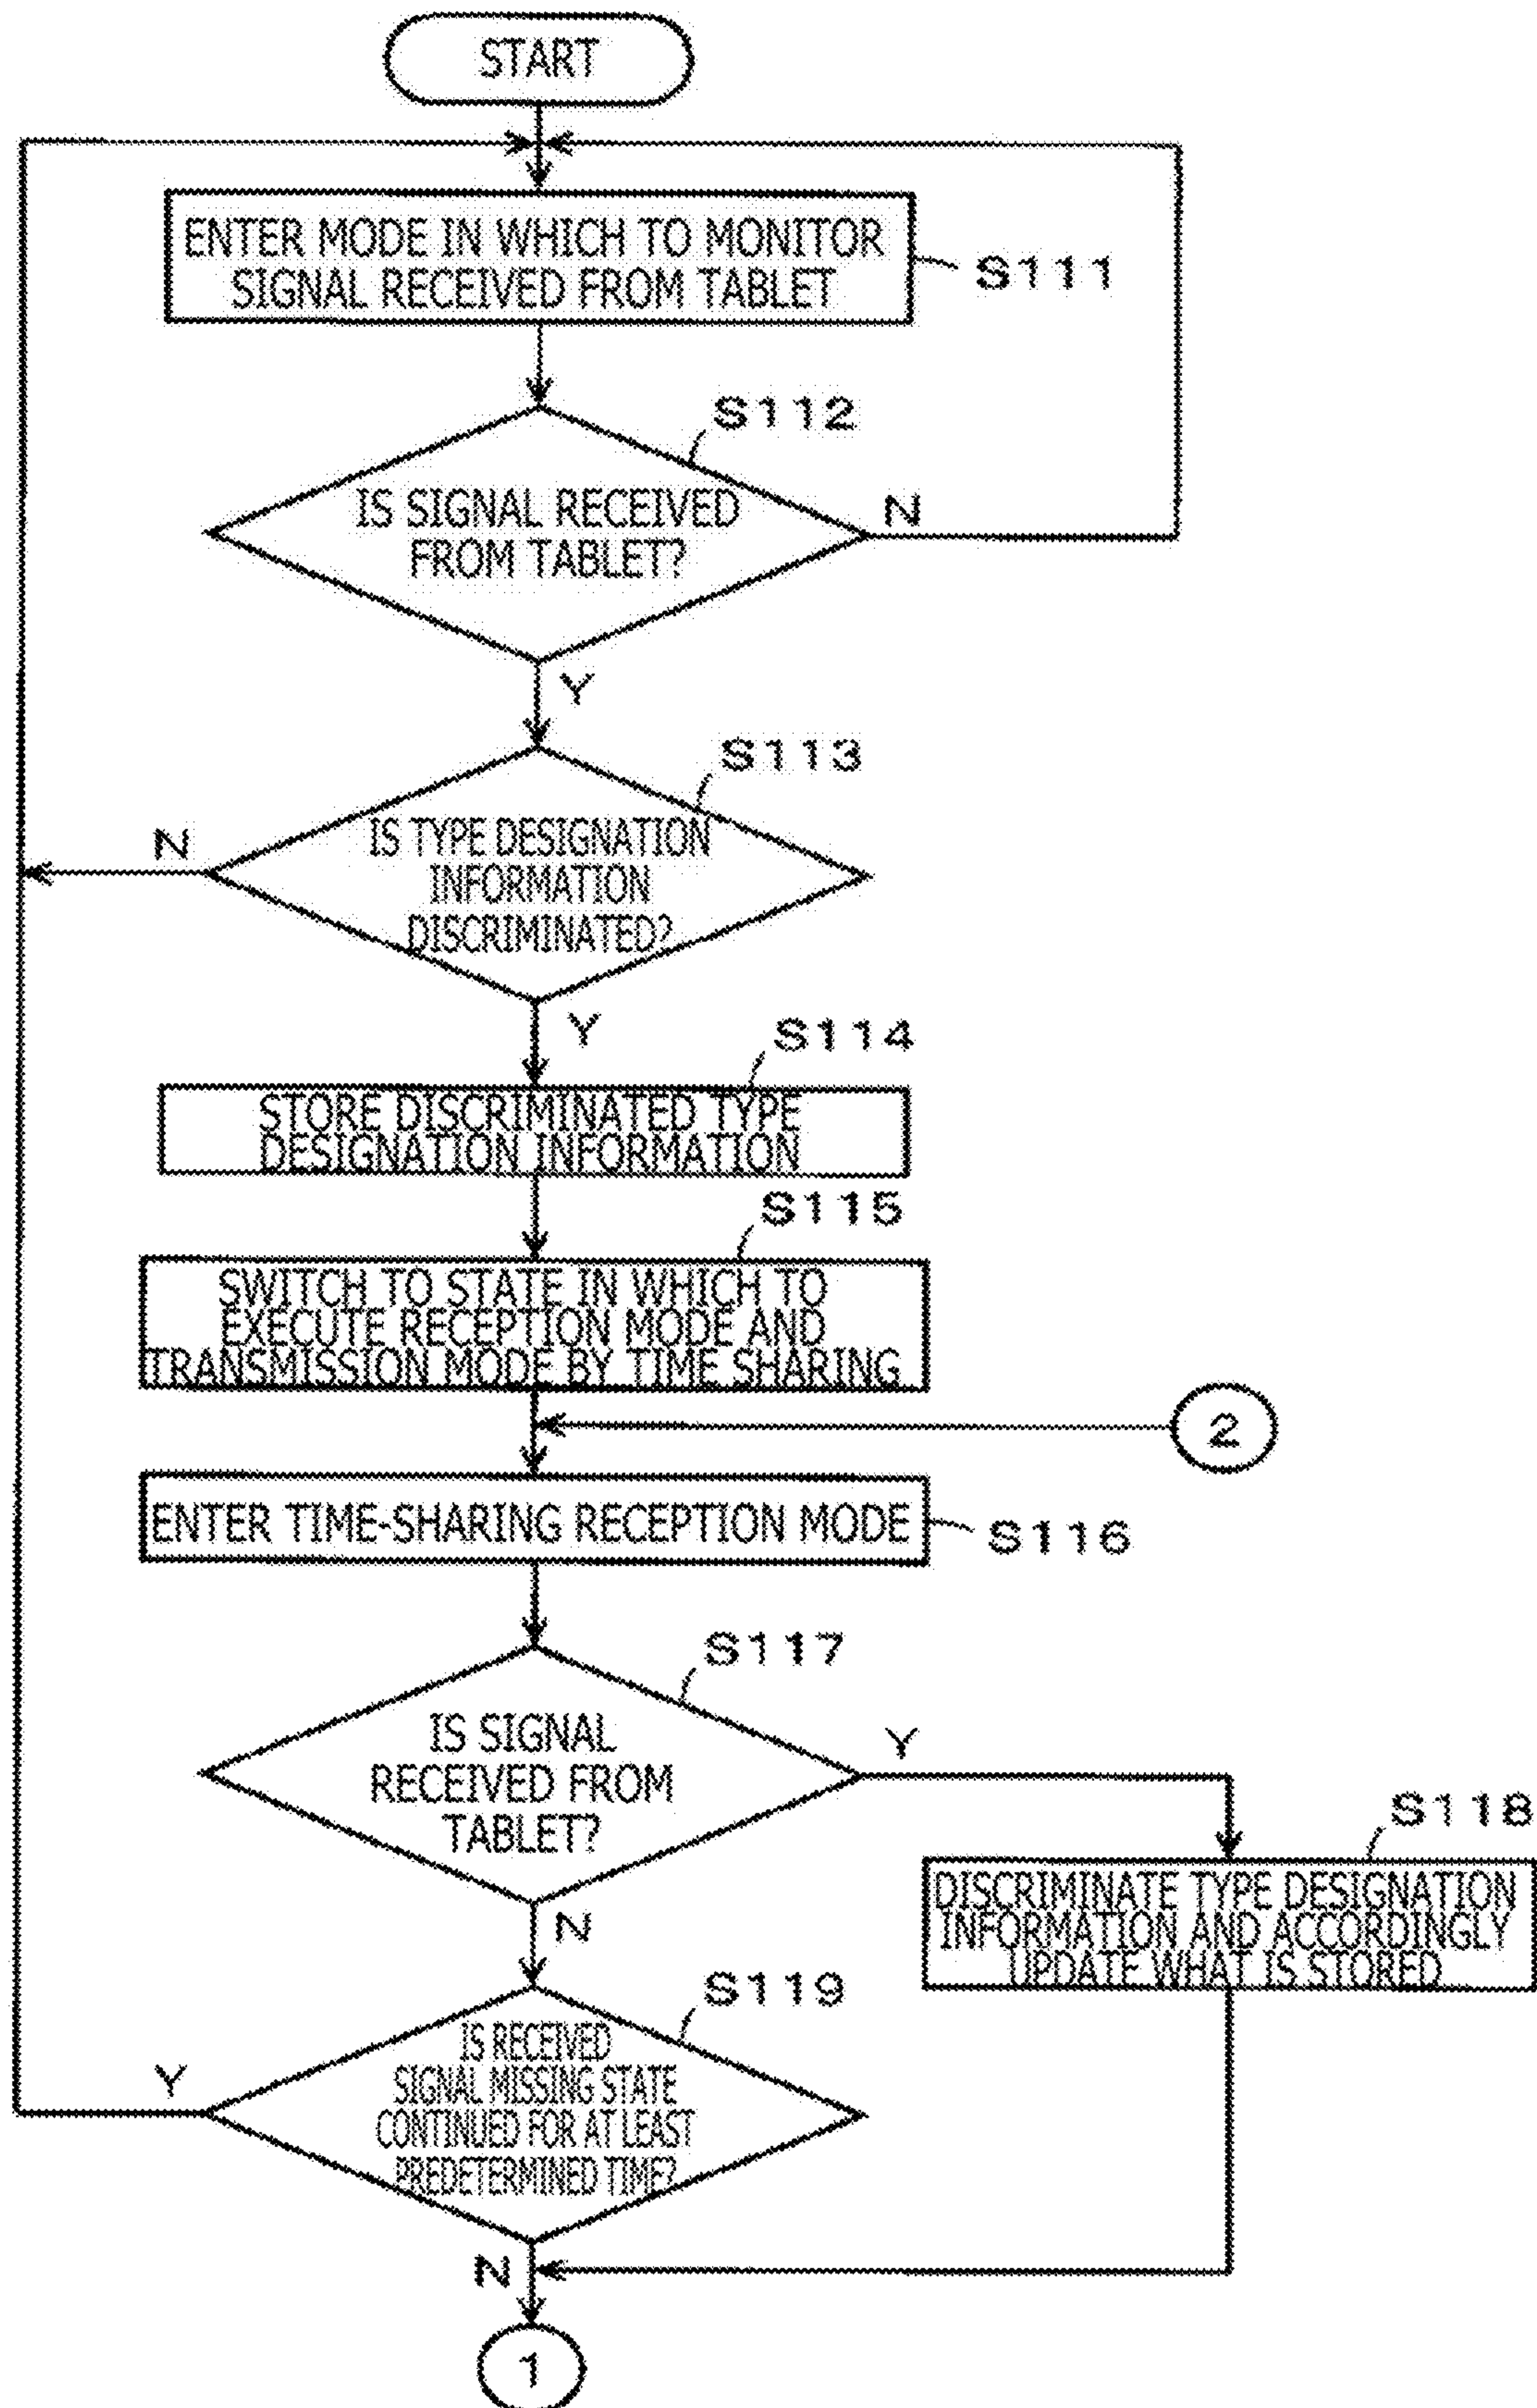 START
ENTER MODE IN WHICH TO MONITOR
SIGNAL RECEIVED FROM TABLET
S111
S112
IS SIGNAL RECEIVED
FROM TABLET?
N
Y
S113
IS TYPE DESIGNATION
INFORMATION
DISCRIMINATED?
N
Y
S114
STORE DISCRIMINATED TYPE
DESIGNATION INFORMATION
S115
SWITCH TO STATE IN WHICH TO
EXECUTE RECEPTION MODE AND
TRANSMISSION MODE BY TIME SHARING
2
ENTER TIME-SHARING RECEPTION MODE
S116
S117
IS SIGNAL
RECEIVED FROM
TABLET?
Y
N
S118
DISCRIMINATE TYPE DESIGNATION
INFORMATION AND ACCORDINGLY
UPDATE WHAT IS STORED
S119
IS RECEIVED
SIGNAL MISSING STATE
CONTINUED FOR AT LEAST
PREDETERMINED TIME?
Y
N
1